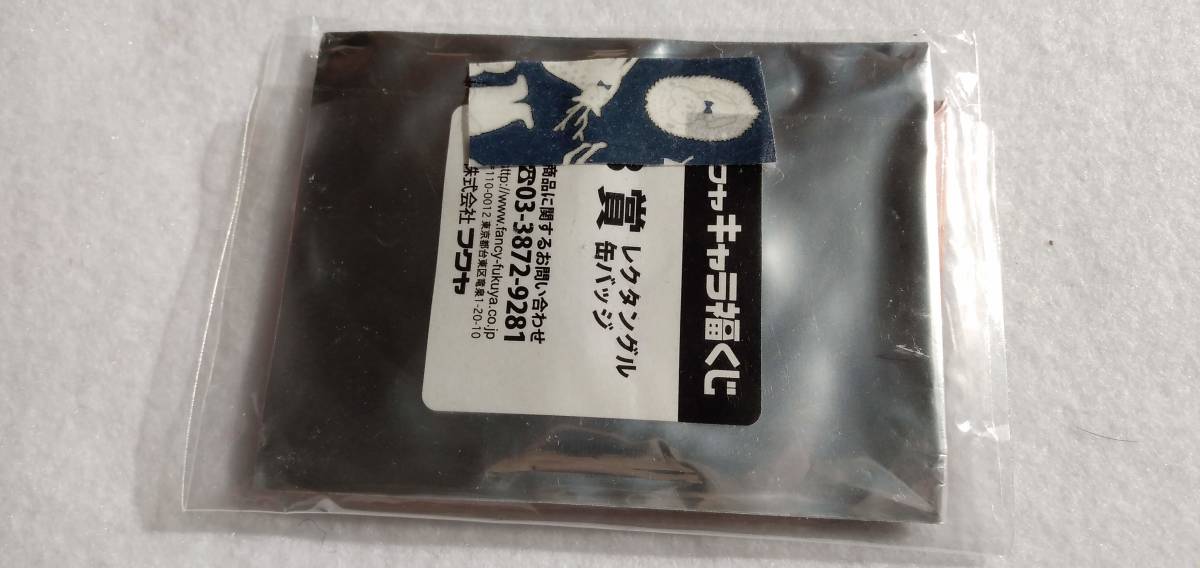 クヤキャラ福くじ
賞
レクタングル
缶バッジ
商品に関するお問い合わせ
☎03-3872-9281
http://www.fancy-fukuya.co.jp
110-0012 東京都台東区竜泉1-20-10
株式会社フクヤ